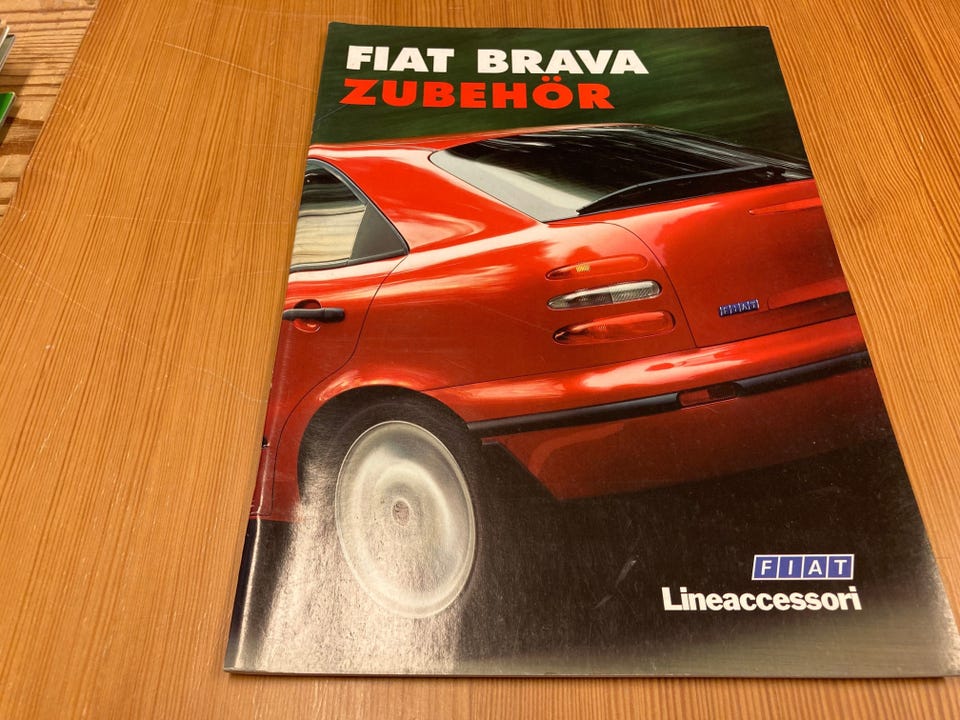 FIAT BRAVA
ZUBEHÖR
FIAT
FIAT
Lineaccessori